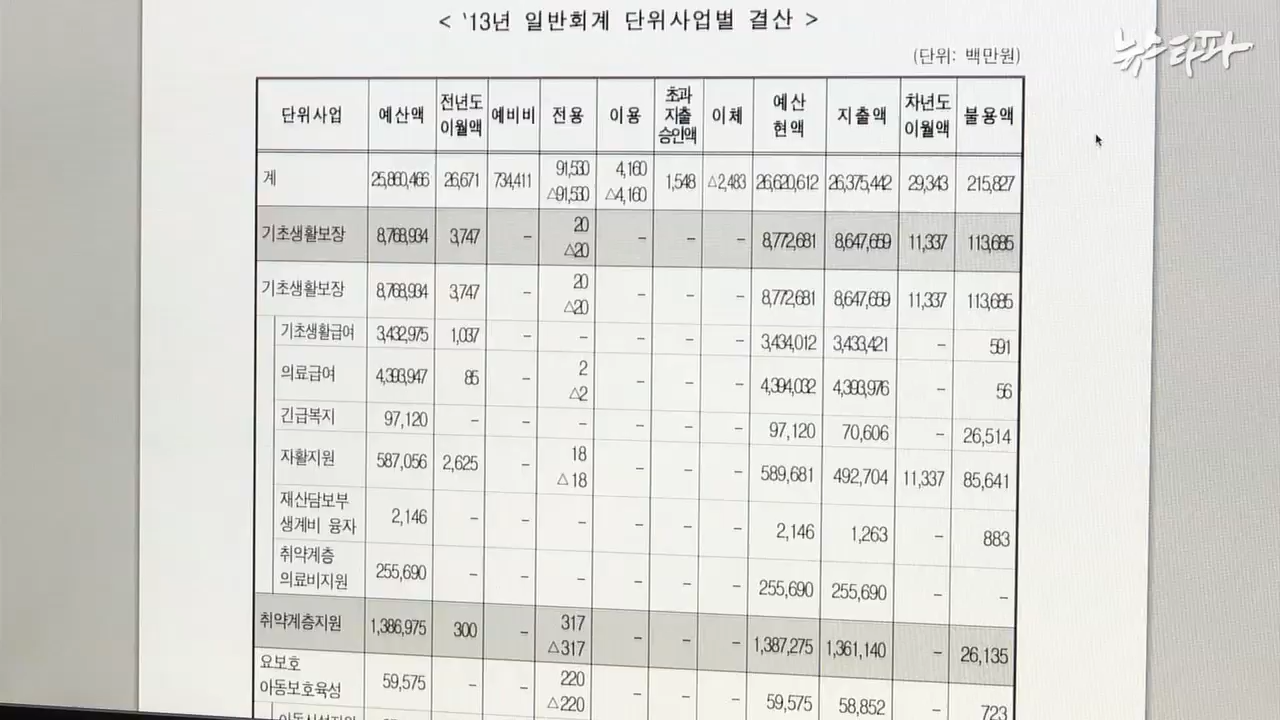 < '13년 일반회계 단위사업별 결산 >
(단위: 백만원)
뉴스타파
단위사업 예산액 전년도 이월액 예비비 전용 이용 초과 지출 승인액 이체 예산 현액 지출액 차년도 이월액 불용액
계 25,860,466 26,671 734,411 91,530 △91,530 4,160 △4,160 1,548 △2,483 26,620,612 26,375,442 29,343 215,827
기초생활보장 8,768,934 3,747 - 20 △20 - - - 8,772,681 8,647,659 11,337 113,685
기초생활보장 8,768,934 3,747 - 20 △20 - - - 8,772,681 8,647,659 11,337 113,685
기초생활급여 3,432,975 1,037 - - - - - 3,434,012 3,433,421 - 591
의료급여 4,393,947 85 - 2 △2 - - - 4,394,032 4,393,976 - 56
긴급복지 97,120 - - - - - - 97,120 70,606 - 26,514
자활지원 587,056 2,625 - 18 △18 - - - 589,681 492,704 11,337 85,641
재산담보부 생계비 융자 2,146 - - - - - - 2,146 1,263 - 883
취약계층 의료비지원 255,690 - - - - - - 255,690 255,690 - -
취약계층지원 1,386,975 300 - 317 △317 - - - 1,387,275 1,361,140 - 26,135
요보호 아동보호육성 59,575 - - 220 △220 - - - 59,575 58,852 - 723